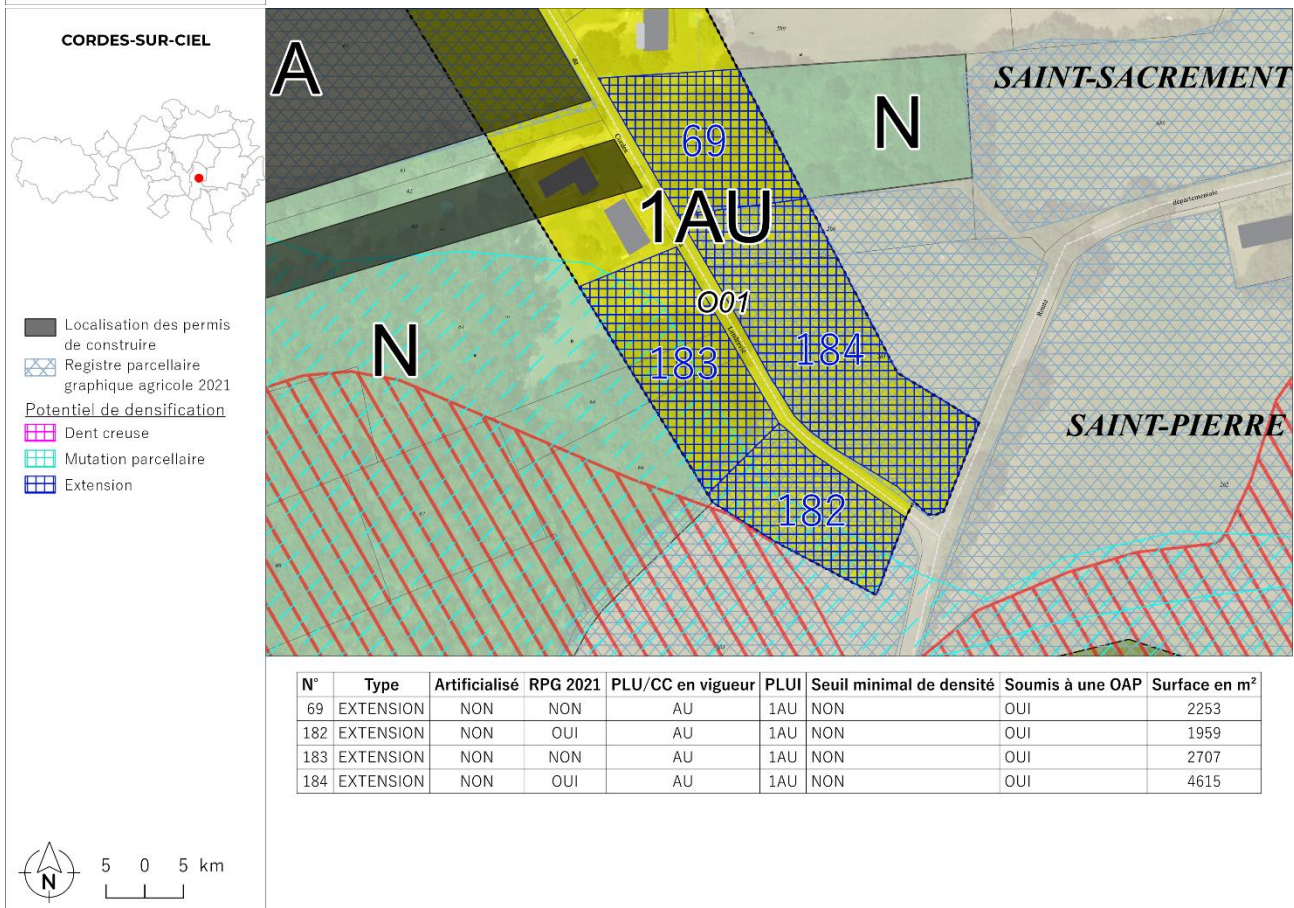 CORDES-SUR-CIEL
Localisation des permis
de construire
Registre parcellaire
graphique agricole 2021
Potentiel de densification
Dent creuse
Mutation parcellaire
Extension
N
5 0 5 km
A
SAINT-SACREMENT
N
69
1AU
Cordes
départementale
Route
O01
N
183
184
SAINT-PIERRE
182
N° Type Artificialisé RPG 2021 PLU/CC en vigueur PLUI Seuil minimal de densité Soumis à une OAP Surface en m²
69 EXTENSION NON NON AU 1AU NON OUI 2253
182 EXTENSION NON OUI AU 1AU NON OUI 1959
183 EXTENSION NON NON AU 1AU NON OUI 2707
184 EXTENSION NON OUI AU 1AU NON OUI 4615